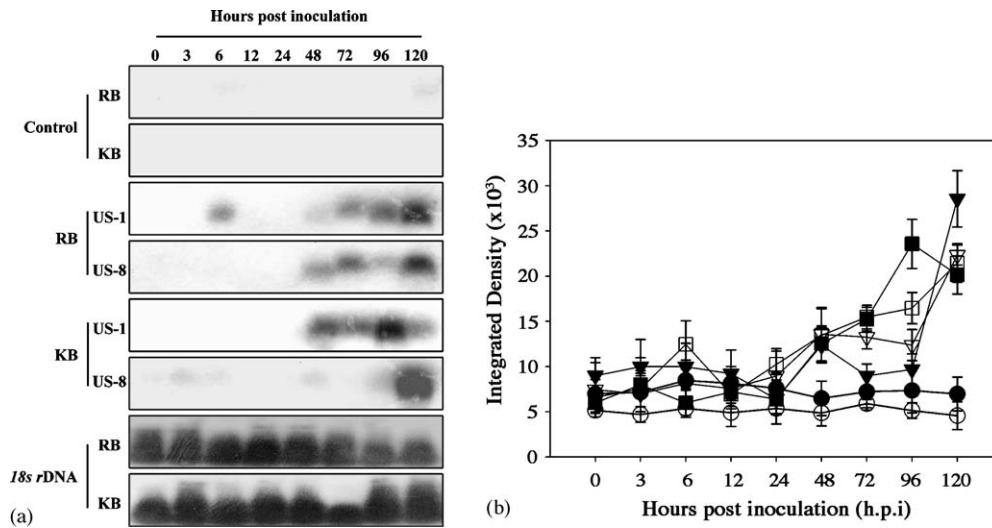 Hours post inoculation
0 3 6 12 24 48 72 96 120
RB
Control
KB
US-1
RB
US-8
US-1
KB
US-8
RB
18s rDNA
KB
(a)
35
30
25
20
15
10
5
0
Integrated Density (x10³)
0 3 6 12 24 48 72 96 120
Hours post inoculation (h.p.i)
(b)